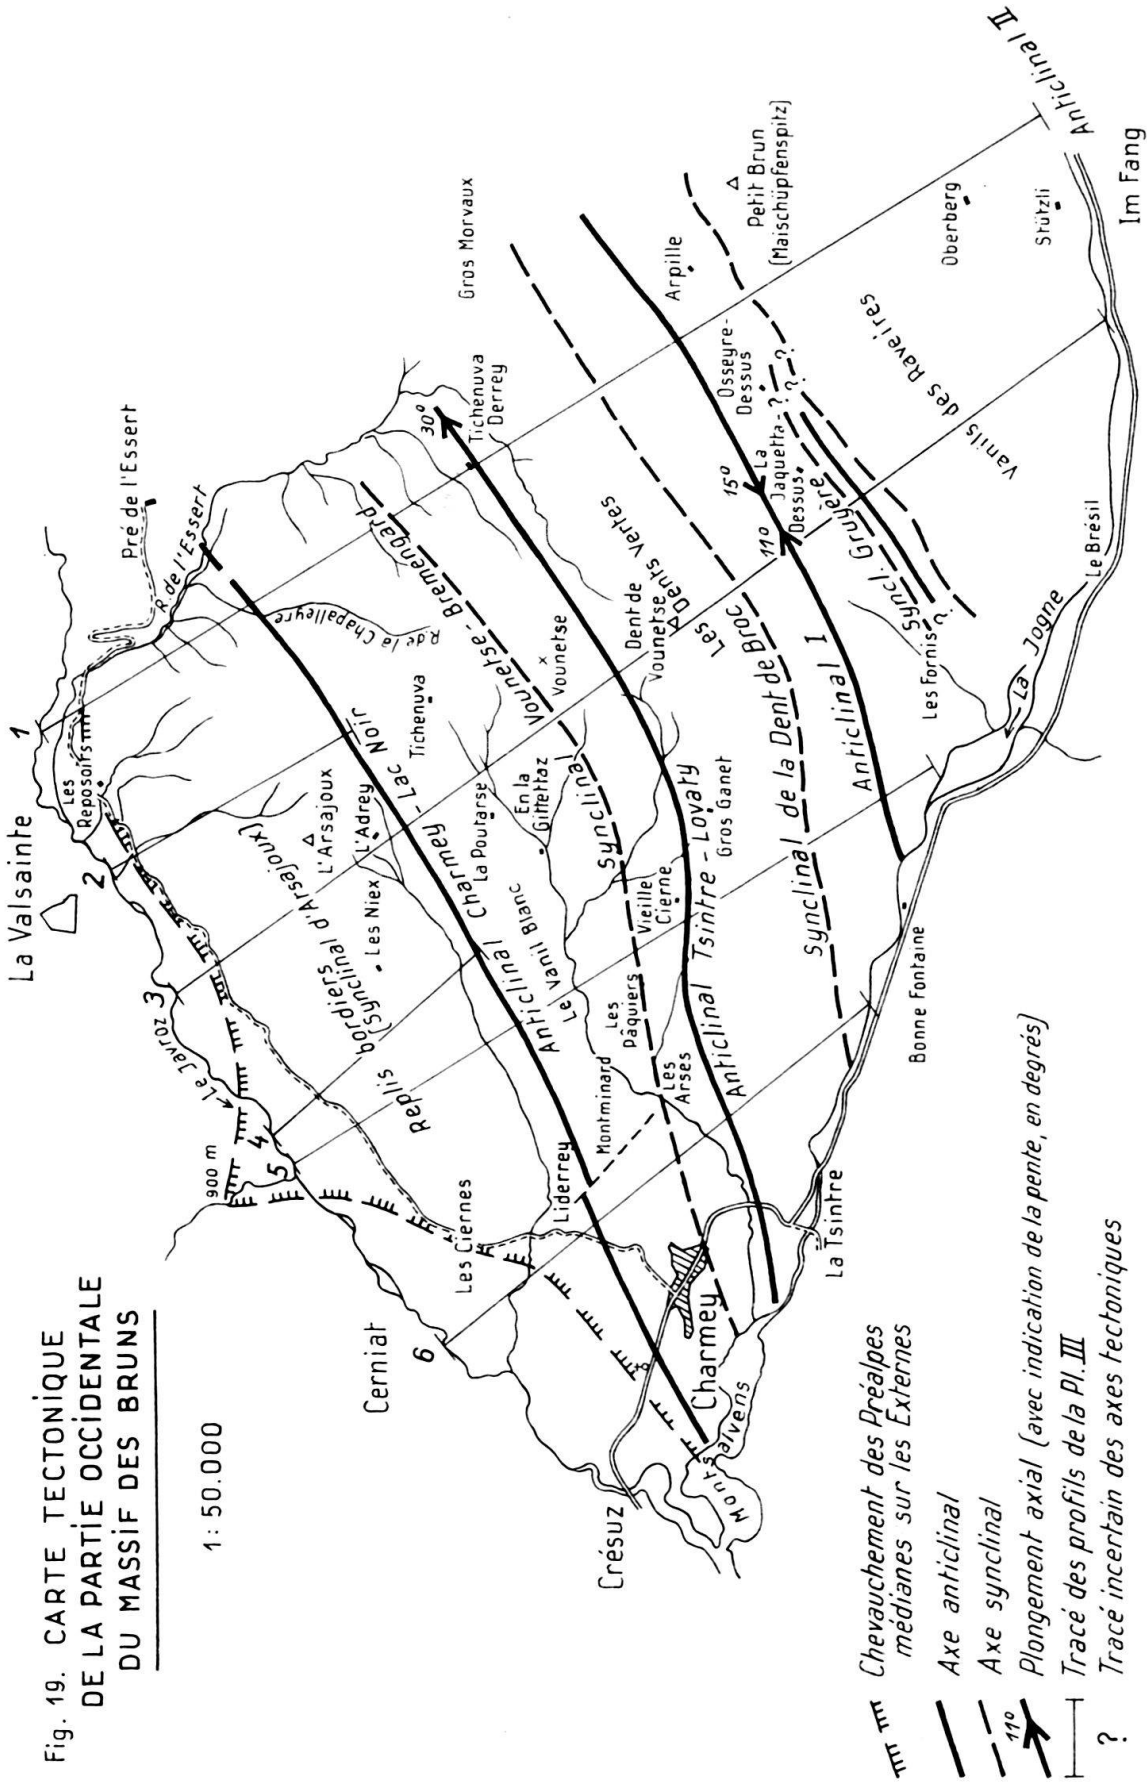 Fig. 19. CARTE TECTONIQUE
DE LA PARTIE OCCIDENTALE
DU MASSIF DES BRUNS
1 : 50.000
La Valsainte
1
2
3
4
5
6
Les
Reposoirs
Pré de l'Essert
R. de l'Essert
R. de la Chapalleyre
Le Javroz
900 m
Cerniat
Les Ciernes
Liderrey
Crésuz
Charmey
Montsalvens
La Tsintre
Replis bordiers
(Synclinal d'Arsajoux)
L'Arsajoux
L'Adrey
Les Niex
Tichenuva
Anticlinal Charmey - Lac Noir
La Poutarse
Le Vanil Blanc
En la
Gittettaz
Vounetse
Synclinal Vounetse - Bremengard
Montminard
Les
Pâquiers
Les
Arses
Vieille
Cierne
Anticlinal Tsintre - Lovaty
30°
Tichenuva
Derrey
Gros Morvaux
Dent de
Vounetse
Les Dents Vertes
Gros Ganet
Synclinal de la Dent de Broc
Anticlinal I
15°
11°
Arpille
Osseyre-
Dessus
La
Jaquetta-
Dessus
?
?
?
Syncl. Gruyère
?
Les Fornis
Petit Brun
(Maischüpfenspitz)
Vanils des Raveires
Oberberg
Stützli
Im Fang
Anticlinal II
Le Brésil
La Jogne
Bonne Fontaine
Chevauchement des Préalpes
médianes sur les Externes
Axe anticlinal
Axe synclinal
11°
Plongement axial (avec indication de la pente, en degrés)
Tracé des profils de la Pl. III
?
Tracé incertain des axes tectoniques